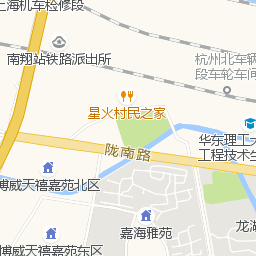 上海机车检修段
南翔站铁路派出所
杭州北车辆
段车轮车间
星火村民之家
华东理工大
工程技术
陇南路
博威天禧嘉苑北区
嘉海雅苑
龙湖
博威天禧嘉苑东区